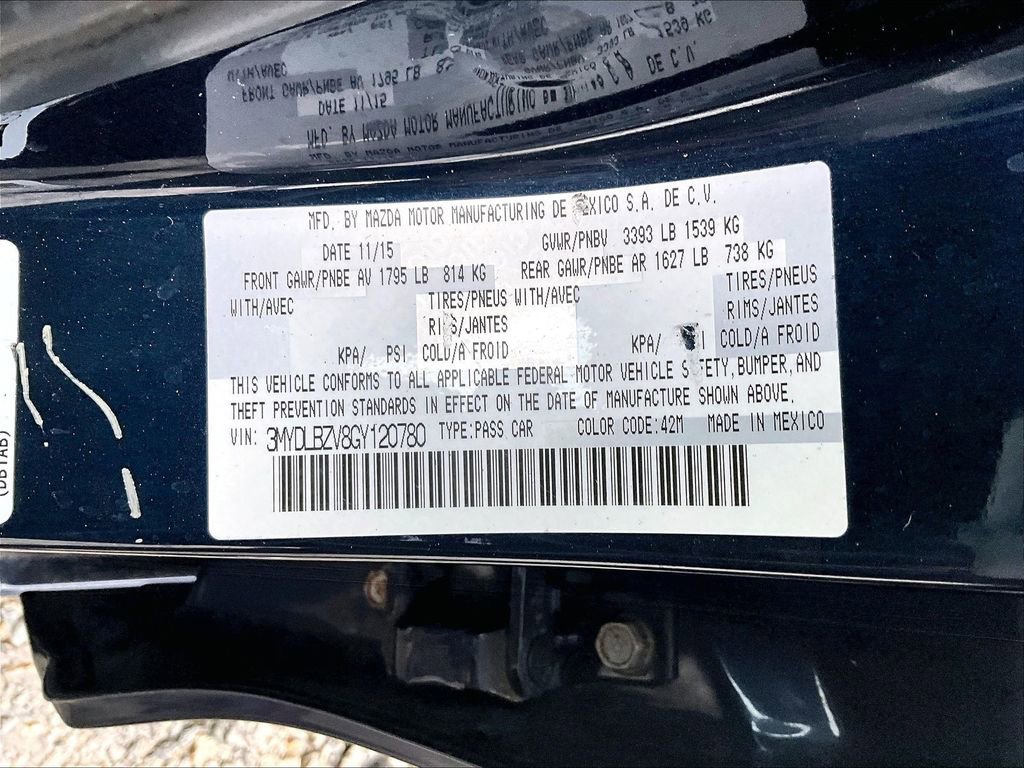 MFD. BY MAZDA MOTOR MANUFACTURING DE MEXICO S.A. DE C.V.
DATE 11/15 GVWR/PNBV 3393 LB 1539 KG
FRONT GAWR/PNBE AV 1795 LB 814 KG REAR GAWR/PNBE AR 1627 LB 738 KG
WITH/AVEC TIRES/PNEUS WITH/AVEC TIRES/PNEUS
RIMS/JANTES RIMS/JANTES
KPA/ PSI COLD/A FROID KPA/ PSI COLD/A FROID
THIS VEHICLE CONFORMS TO ALL APPLICABLE FEDERAL MOTOR VEHICLE SAFETY, BUMPER, AND
THEFT PREVENTION STANDARDS IN EFFECT ON THE DATE OF MANUFACTURE SHOWN ABOVE.
VIN: 3MYDLBZV8GY120780 TYPE:PASS CAR COLOR CODE:42M MADE IN MEXICO
(DB1AB)